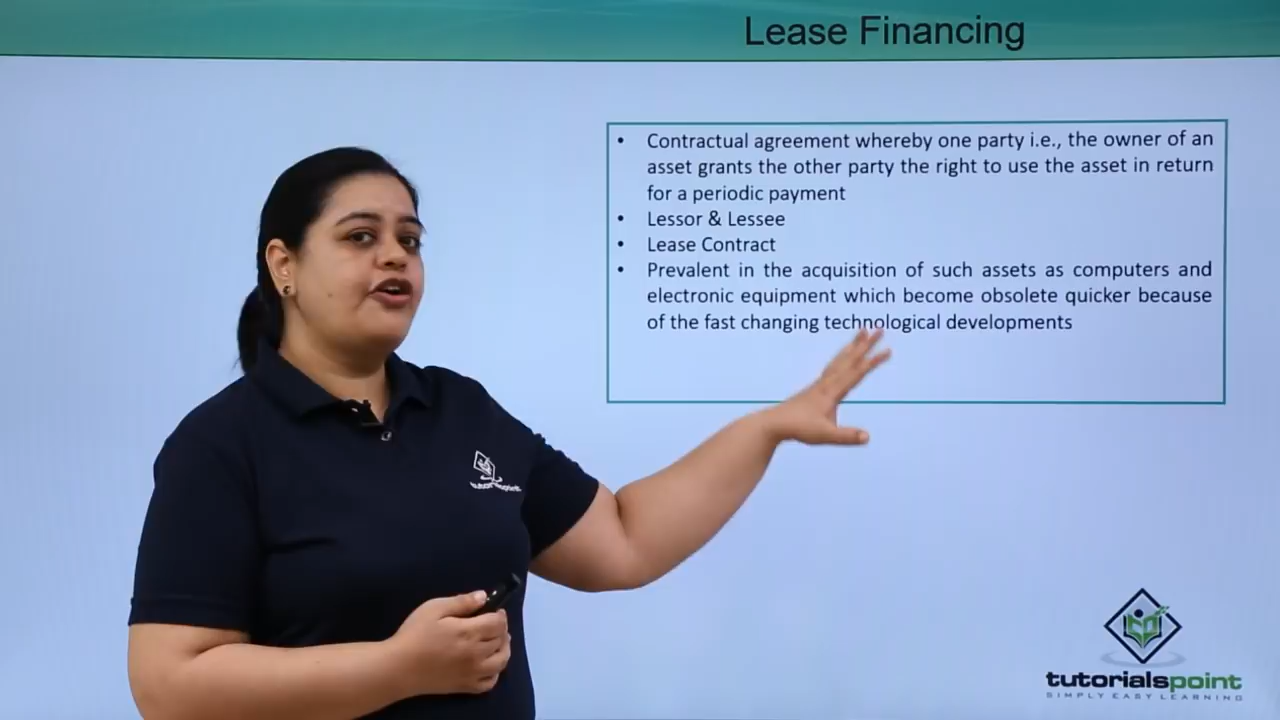 Lease Financing
• Contractual agreement whereby one party i.e., the owner of an
asset grants the other party the right to use the asset in return
for a periodic payment
• Lessor & Lessee
• Lease Contract
• Prevalent in the acquisition of such assets as computers and
electronic equipment which become obsolete quicker because
of the fast changing technological developments
tutorialspoint
tutorialspoint
SIMPLY EASY LEARNING